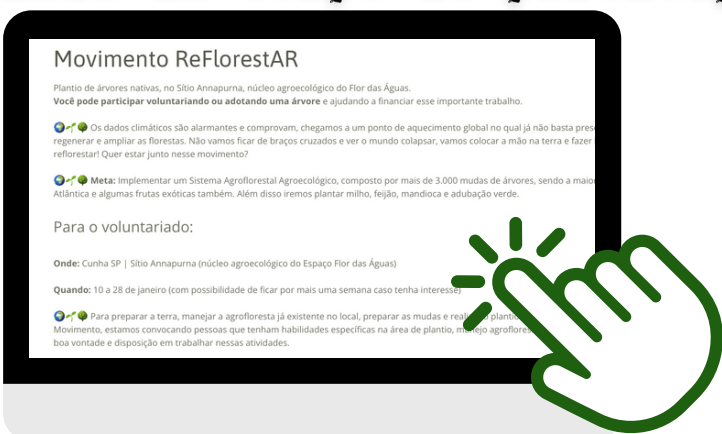 Movimento ReFlorestAR
Plantio de árvores nativas, no Sítio Annapurna, núcleo agroecológico do Flor das Águas.
Você pode participar voluntariando ou adotando uma árvore e ajudando a financiar esse importante trabalho.
🌍🌱🌳 Os dados climáticos são alarmantes e comprovam, chegamos a um ponto de aquecimento global no qual já não basta
regenerar e ampliar as florestas. Não vamos ficar de braços cruzados e ver o mundo colapsar, vamos colocar a mão na terra e fazer
reflorestar! Quer estar junto nesse movimento?
🌍🌱🌳 Meta: Implementar um Sistema Agroflorestal Agroecológico, composto por mais de 3.000 mudas de árvores, sendo a
Atlântica e algumas frutas exóticas também. Além disso iremos plantar milho, feijão, mandioca e adubação verde.
Para o voluntariado:
Onde: Cunha SP | Sítio Annapurna (núcleo agroecológico do Espaço Flor das Águas)
Quando: 10 a 28 de janeiro (com possibilidade de ficar por mais uma semana caso tenha interesse)
🌍🌱🌳 Para preparar a terra, manejar a agrofloresta já existente no local, preparar as mudas e
Movimento, estamos convocando pessoas que tenham habilidades específicas na área de plantio,
boa vontade e disposição em trabalhar nessas atividades.